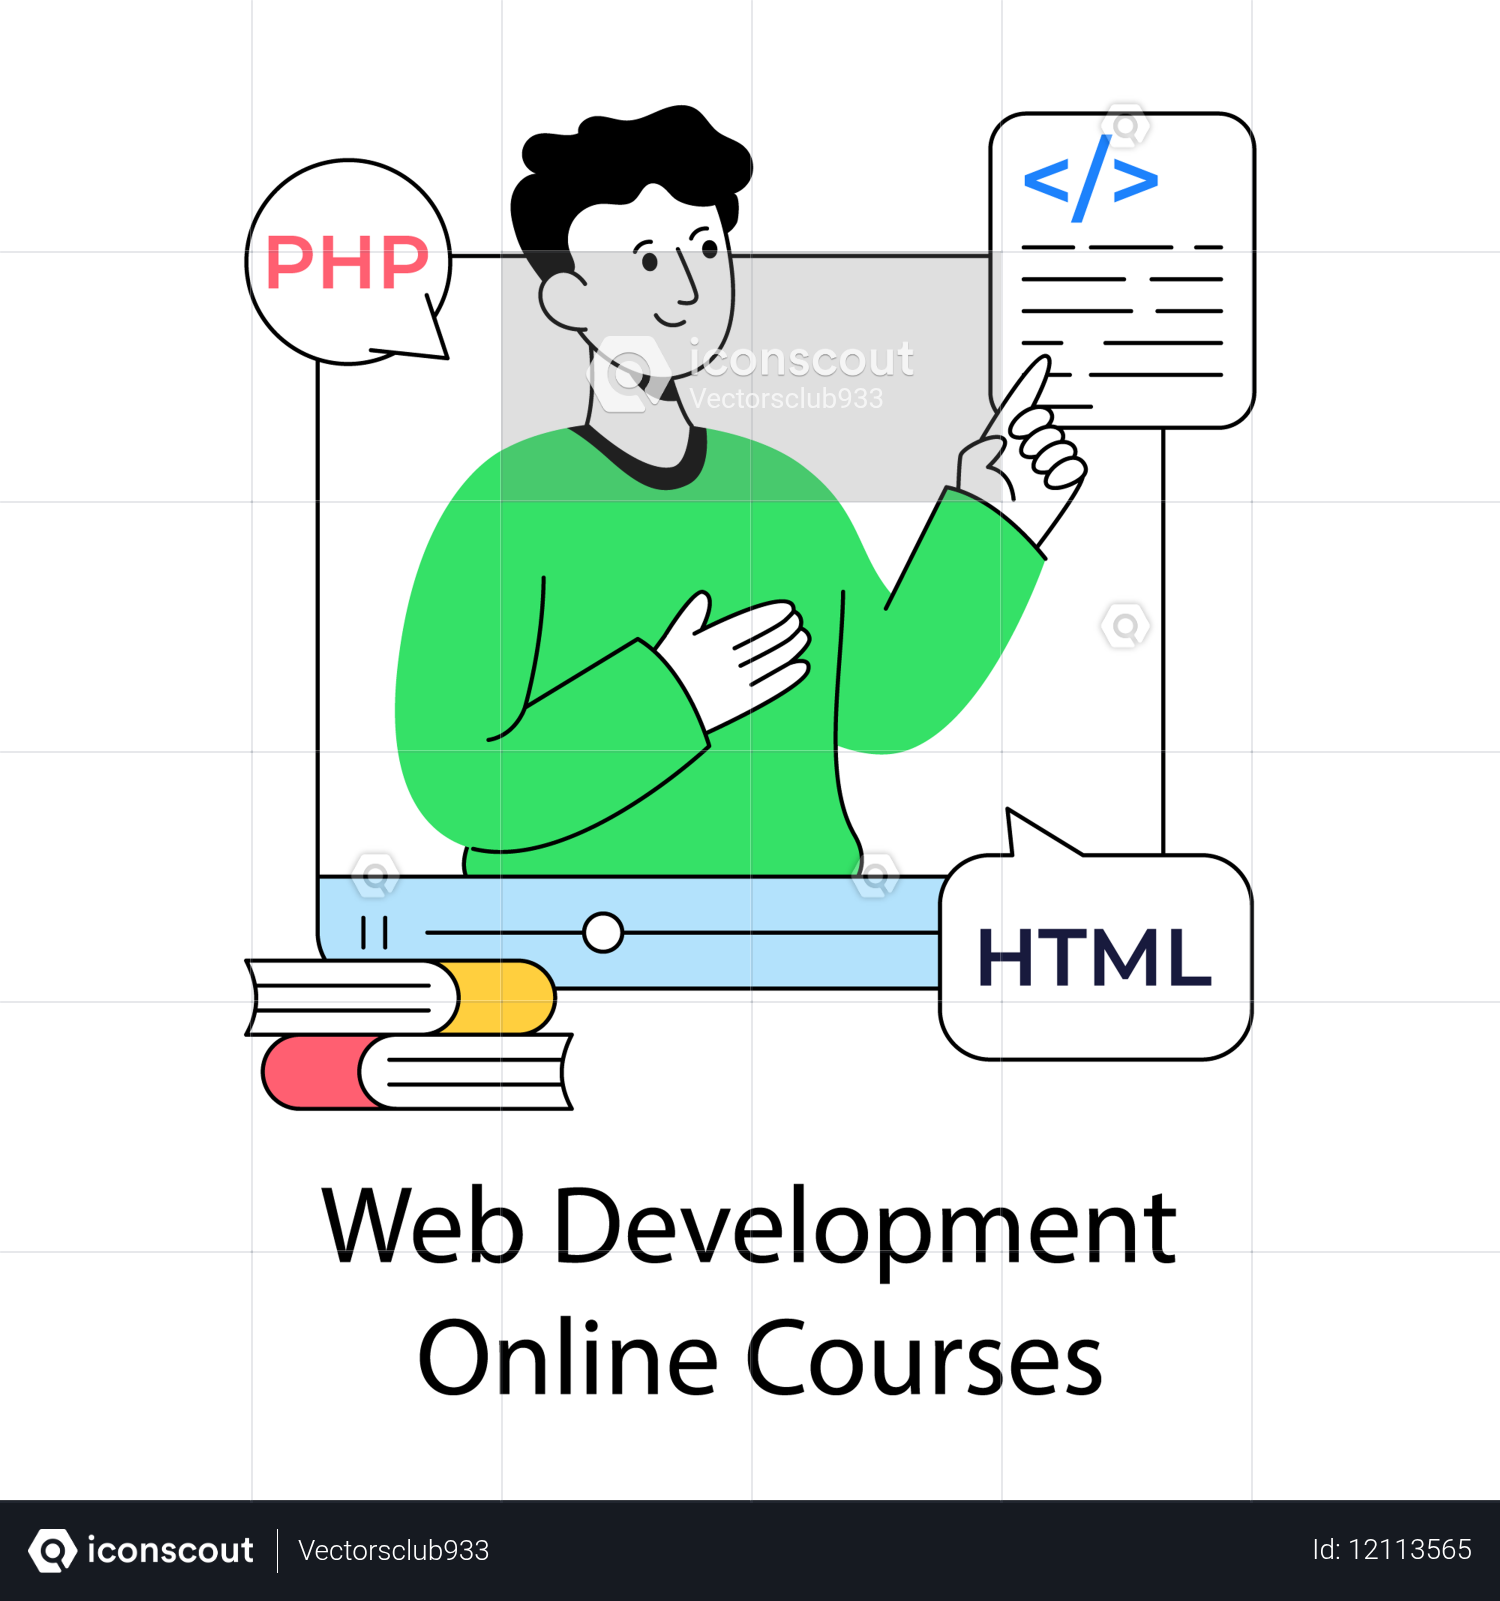 PHP
</>
iconscout
Vectorsclub933
HTML
Web Development
Online Courses
iconscout
Vectorsclub933
Id: 12113565